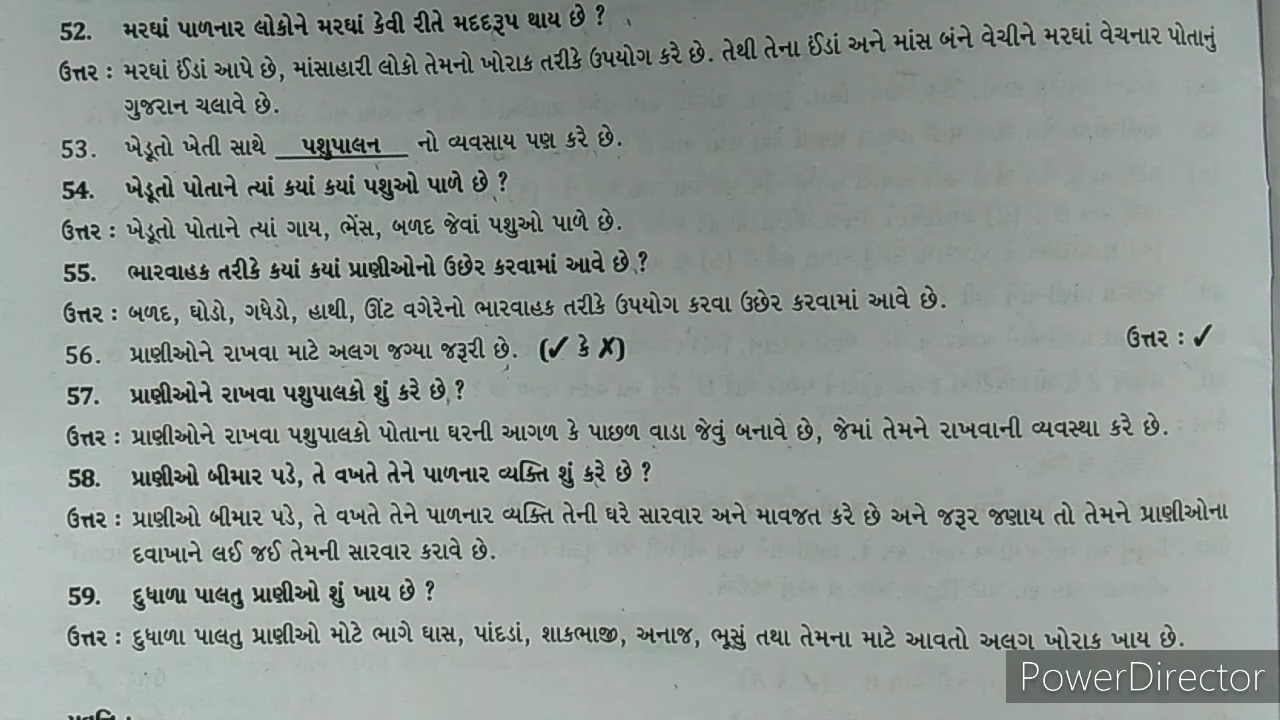 52. મરઘાં પાળનાર લોકોને મરઘાં કેવી રીતે મદદરૂપ થાય છે ?
ઉત્તર : મરઘાં ઈંડાં આપે છે, માંસાહારી લોકો તેમનો ખોરાક તરીકે ઉપયોગ કરે છે. તેથી તેના ઈંડાં અને માંસ બંને વેચીને મરઘાં વેચનાર પોતાનું
ગુજરાન ચલાવે છે.
53. ખેડૂતો ખેતી સાથે પશુપાલન નો વ્યવસાય પણ કરે છે.
54. ખેડૂતો પોતાને ત્યાં કયાં કયાં પશુઓ પાળે છે ?
ઉત્તર : ખેડૂતો પોતાને ત્યાં ગાય, ભેંસ, બળદ જેવાં પશુઓ પાળે છે.
55. ભારવાહક તરીકે કયાં કયાં પ્રાણીઓનો ઉછેર કરવામાં આવે છે ?
ઉત્તર : બળદ, ઘોડો, ગધેડો, હાથી, ઊંટ વગેરેનો ભારવાહક તરીકે ઉપયોગ કરવા ઉછેર કરવામાં આવે છે.
56. પ્રાણીઓને રાખવા માટે અલગ જગ્યા જરૂરી છે. (✓ કે ✗) ઉત્તર : ✓
57. પ્રાણીઓને રાખવા પશુપાલકો શું કરે છે ?
ઉત્તર : પ્રાણીઓને રાખવા પશુપાલકો પોતાના ઘરની આગળ કે પાછળ વાડા જેવું બનાવે છે, જેમાં તેમને રાખવાની વ્યવસ્થા કરે છે.
58. પ્રાણીઓ બીમાર પડે, તે વખતે તેને પાળનાર વ્યક્તિ શું કરે છે ?
ઉત્તર : પ્રાણીઓ બીમાર પડે, તે વખતે તેને પાળનાર વ્યક્તિ તેની ઘરે સારવાર અને માવજત કરે છે અને જરૂર જણાય તો તેમને પ્રાણીઓના
દવાખાને લઈ જઈ તેમની સારવાર કરાવે છે.
59. દુધાળા પાલતુ પ્રાણીઓ શું ખાય છે ?
ઉત્તર : દુધાળા પાલતુ પ્રાણીઓ મોટે ભાગે ઘાસ, પાંદડાં, શાકભાજી, અનાજ, ભૂસું તથા તેમના માટે આવતો અલગ ખોરાક ખાય છે.
PowerDirector